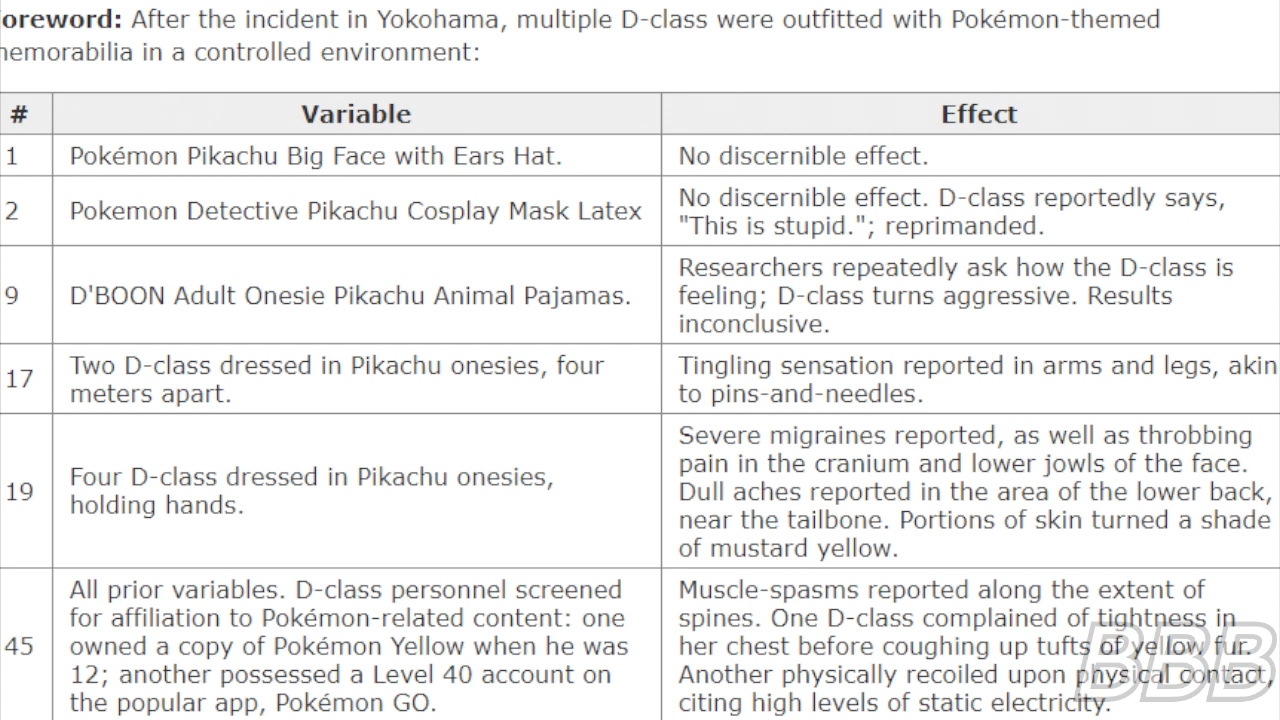 oreword: After the incident in Yokohama, multiple D-class were outfitted with Pokémon-themed
nemorabilia in a controlled environment:
# Variable Effect
1 Pokémon Pikachu Big Face with Ears Hat. No discernible effect.
2 Pokemon Detective Pikachu Cosplay Mask Latex
No discernible effect. D-class reportedly says,
"This is stupid."; reprimanded.
9 D'BOON Adult Onesie Pikachu Animal Pajamas.
Researchers repeatedly ask how the D-class is
feeling; D-class turns aggressive. Results
inconclusive.
17
Two D-class dressed in Pikachu onesies, four
meters apart.
Tingling sensation reported in arms and legs, akin
to pins-and-needles.
19
Four D-class dressed in Pikachu onesies,
holding hands.
Severe migraines reported, as well as throbbing
pain in the cranium and lower jowls of the face.
Dull aches reported in the area of the lower back,
near the tailbone. Portions of skin turned a shade
of mustard yellow.
45
All prior variables. D-class personnel screened
for affiliation to Pokémon-related content: one
owned a copy of Pokémon Yellow when he was
12; another possessed a Level 40 account on
the popular app, Pokémon GO.
Muscle-spasms reported along the extent of
spines. One D-class complained of tightness in
her chest before coughing up tufts of yellow fur.
Another physically recoiled upon physical contact,
citing high levels of static electricity.
BBB